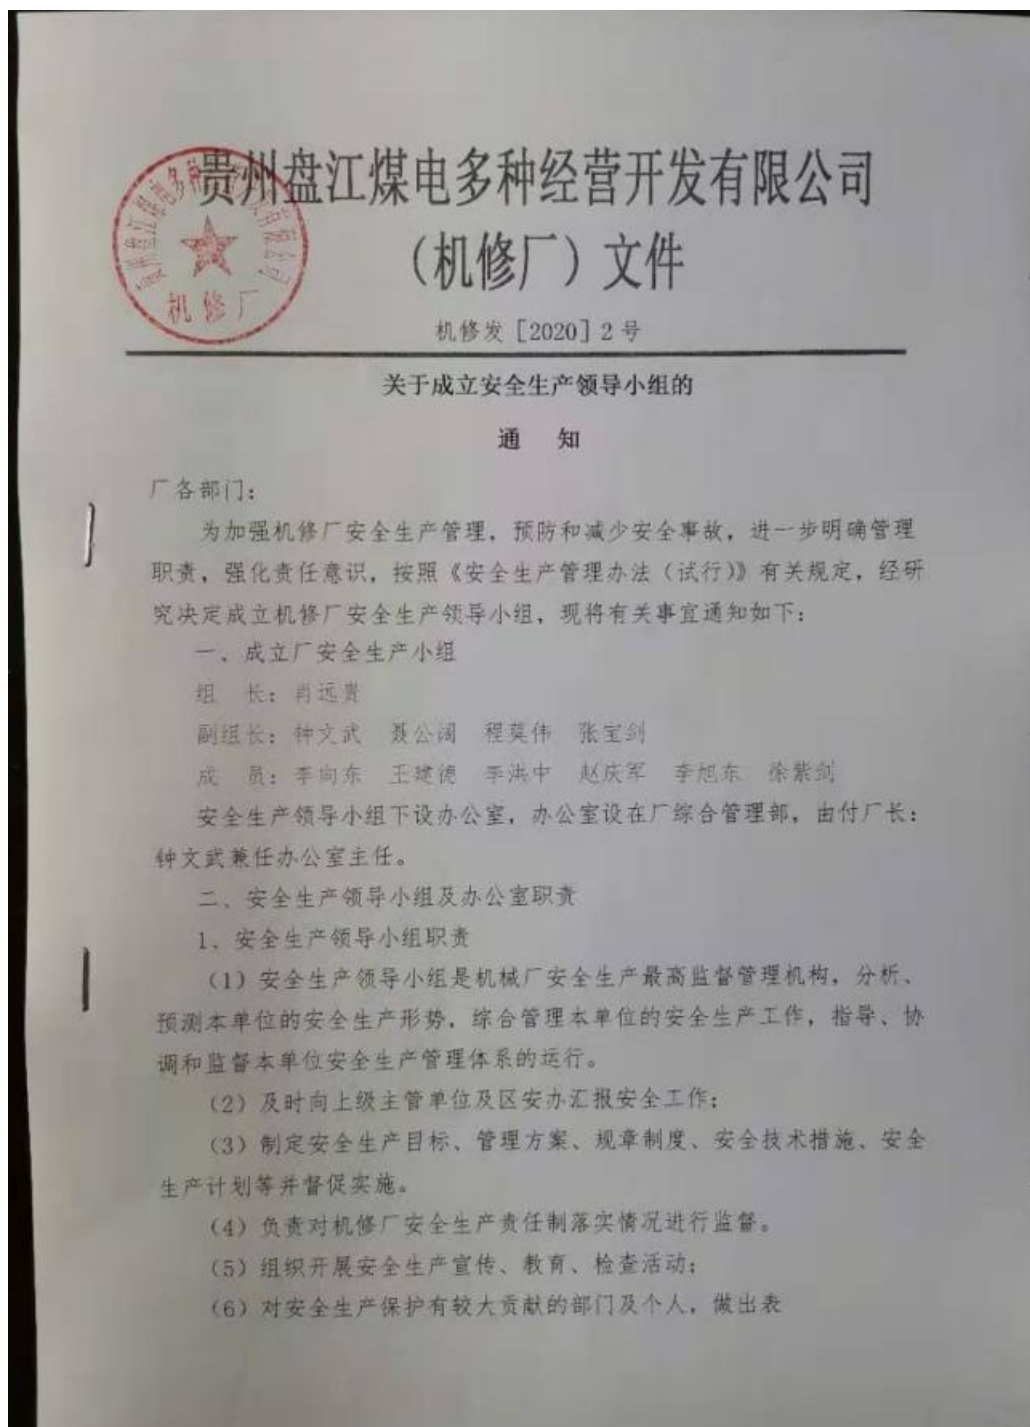 贵州盘江煤电多种经营开发有限公司
（机修厂）文件
机修厂
机修发［2020］2号
关于成立安全生产领导小组的
通 知
厂各部门：
为加强机修厂安全生产管理，预防和减少安全事故，进一步明确管理
职责，强化责任意识，按照《安全生产管理办法（试行）》有关规定，经研
究决定成立机修厂安全生产领导小组，现将有关事宜通知如下：
一、成立厂安全生产小组
组 长：肖远贵
副组长：钟文武 聂公阔 程莫伟 张宝剑
成 员：李向东 王建德 李洪中 赵庆军 李旭东 徐紫剑
安全生产领导小组下设办公室，办公室设在厂综合管理部，由付厂长：
钟文武兼任办公室主任。
二、安全生产领导小组及办公室职责
1、安全生产领导小组职责
（1）安全生产领导小组是机械厂安全生产最高监督管理机构，分析、
预测本单位的安全生产形势，综合管理本单位的安全生产工作，指导、协
调和监督本单位安全生产管理体系的运行。
（2）及时向上级主管单位及区安办汇报安全工作；
（3）制定安全生产目标、管理方案、规章制度、安全技术措施、安全
生产计划等并督促实施。
（4）负责对机修厂安全生产责任制落实情况进行监督。
（5）组织开展安全生产宣传、教育、检查活动；
（6）对安全生产保护有较大贡献的部门及个人，做出表